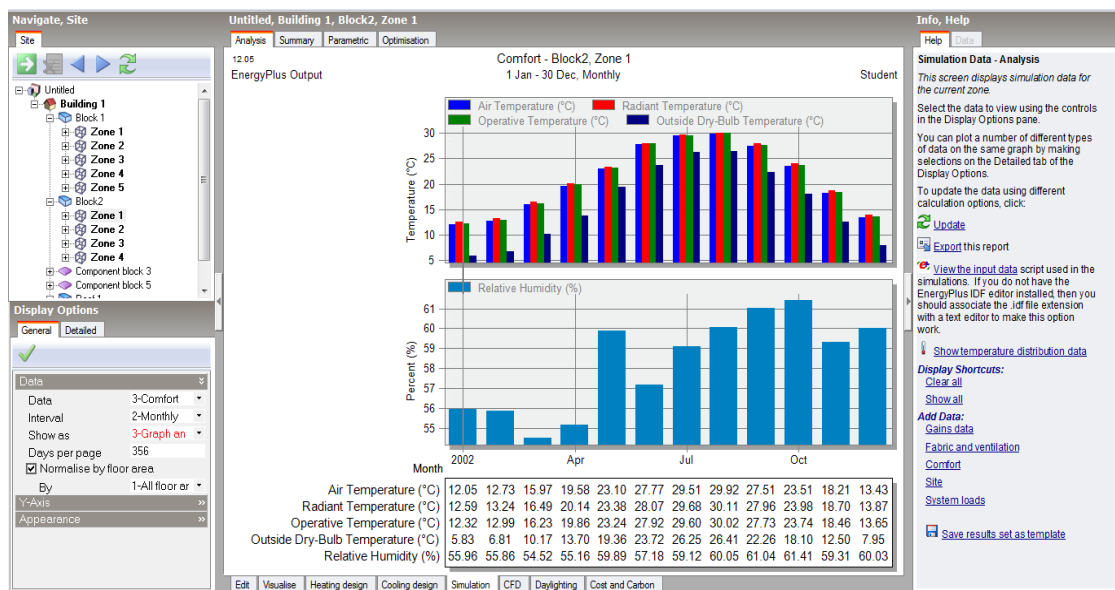 Navigate, Site
Site
Untitled
Building 1
Block 1
Zone 1
Zone 2
Zone 3
Zone 4
Zone 5
Block2
Zone 1
Zone 2
Zone 3
Zone 4
Component block 3
Component block 5
Display Options
General Detailed
Data
Data 3-Comfort
Interval 2-Monthly
Show as 3-Graph an
Days per page 356
Normalise by floor area
By 1-All floor ar
Y-Axis
Appearance
Untitled, Building 1, Block2, Zone 1
Analysis Summary Parametric Optimisation
12.05 Comfort - Block2, Zone 1
EnergyPlus Output 1 Jan - 30 Dec, Monthly Student
Air Temperature (°C) Radiant Temperature (°C)
Operative Temperature (°C) Outside Dry-Bulb Temperature (°C)
Temperature (°C)
30
25
20
15
10
5
Relative Humidity (%)
Percent (%)
61
60
59
58
57
56
55
Month 2002 Apr Jul Oct
Air Temperature (°C) 12.05 12.73 15.97 19.58 23.10 27.77 29.51 29.92 27.51 23.51 18.21 13.43
Radiant Temperature (°C) 12.59 13.24 16.49 20.14 23.38 28.07 29.68 30.11 27.96 23.98 18.70 13.87
Operative Temperature (°C) 12.32 12.99 16.23 19.86 23.24 27.92 29.60 30.02 27.73 23.74 18.46 13.65
Outside Dry-Bulb Temperature (°C) 5.83 6.81 10.17 13.70 19.36 23.72 26.25 26.41 22.26 18.10 12.50 7.95
Relative Humidity (%) 55.96 55.86 54.52 55.16 59.89 57.18 59.12 60.05 61.04 61.41 59.31 60.03
Edit Visualise Heating design Cooling design Simulation CFD Daylighting Cost and Carbon
Info, Help
Help Data
Simulation Data - Analysis
This screen displays simulation data for
the current zone.
Select the data to view using the controls
in the Display Options pane.
You can plot a number of different types
of data on the same graph by making
selections on the Detailed tab of the
Display Options.
To update the data using different
calculation options, click:
Update
Export this report
View the input data script used in the
simulations. If you do not have the
EnergyPlus IDF editor installed, then you
should associate the .idf file extension
with a text editor to make this option
work.
Show temperature distribution data
Display Shortcuts:
Clear all
Show all
Add Data:
Gains data
Fabric and ventilation
Comfort
Site
System loads
Save results set as template